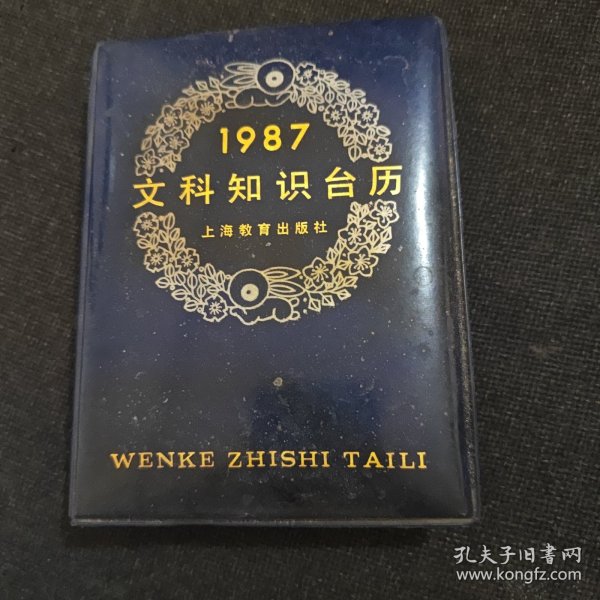 1987
文科知识台历
上海教育出版社
WENKE ZHISHI TAILI
孔夫子旧書网
www.kongfz.com